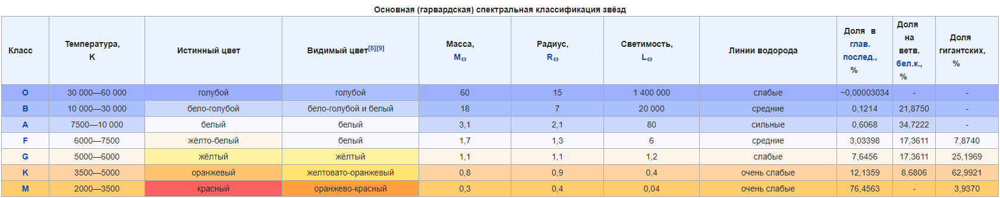 Основная (гарвардская) спектральная классификация звёзд
Класс Температура, K Истинный цвет Видимый цвет[8][9] Масса, M☉ Радиус, R☉ Светимость, L☉ Линии водорода Доля в глав. послед., % Доля на ветв. бел.к., % Доля гигантских, %
O 30 000—60 000 голубой голубой 60 15 1 400 000 слабые ~0,00003034 - -
B 10 000—30 000 бело-голубой бело-голубой и белый 18 7 20 000 средние 0,1214 21,8750 -
A 7500—10 000 белый белый 3,1 2,1 80 сильные 0,6068 34,7222 -
F 6000—7500 жёлто-белый белый 1,7 1,3 6 средние 3,03398 17,3611 7,8740
G 5000—6000 жёлтый жёлтый 1,1 1,1 1,2 слабые 7,6456 17,3611 25,1969
K 3500—5000 оранжевый желтовато-оранжевый 0,8 0,9 0,4 очень слабые 12,1359 8,6806 62,9921
M 2000—3500 красный оранжево-красный 0,3 0,4 0,04 очень слабые 76,4563 - 3,9370